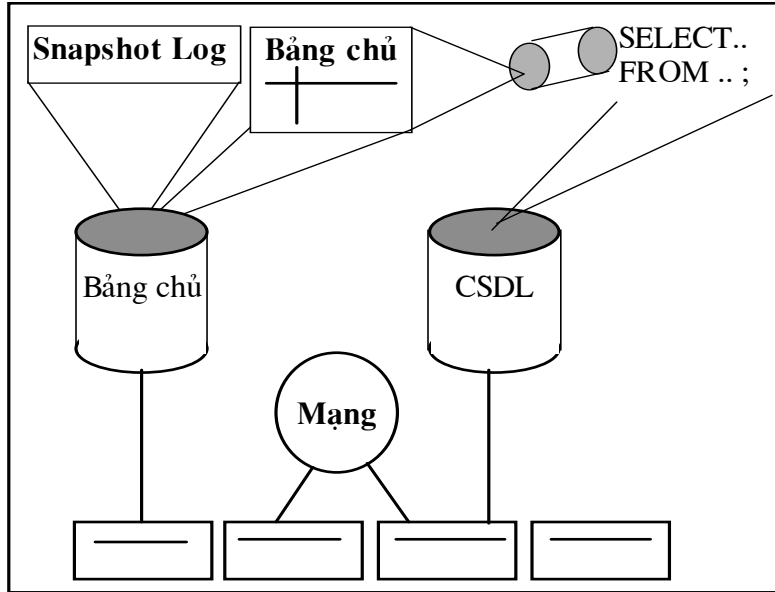 Snapshot Log
Bảng chủ
SELECT..
FROM .. ;
Bảng chủ
CSDL
Mạng